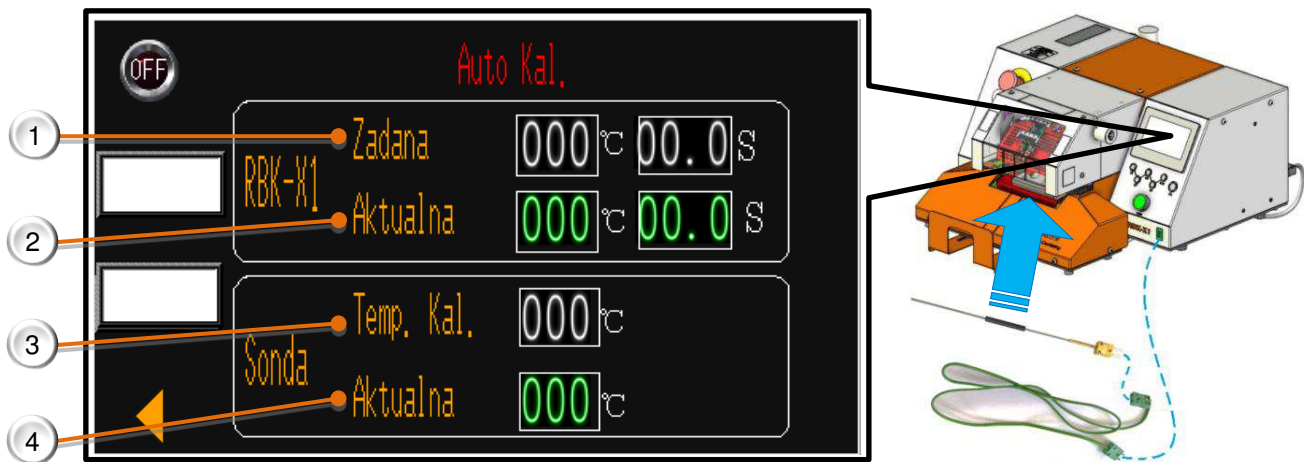 OFF
Auto Kal.
1
Zadana
000 ℃ 00.0 S
RBK-X1
2
Aktualna
000 ℃ 00.0 S
3
Temp. Kal.
000 ℃
Sonda
4
Aktualna
000 ℃